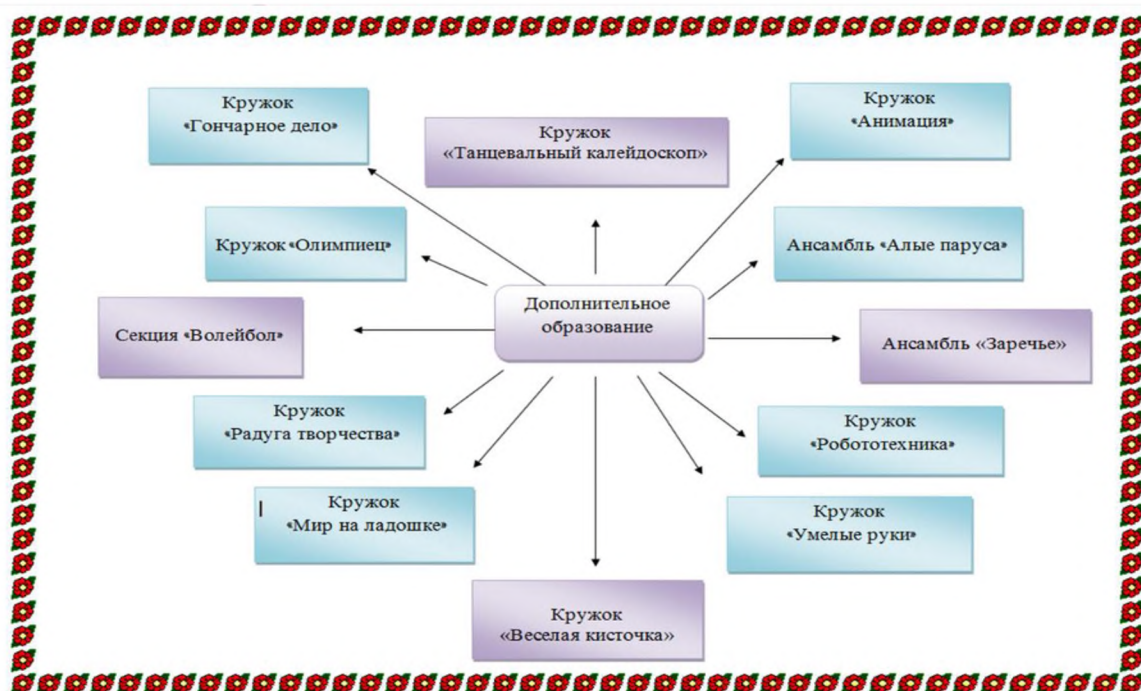 Кружок
«Гончарное дело»
Кружок
«Танцевальный калейдоскоп»
Кружок
«Анимация»
Кружок «Олимпиец»
Ансамбль «Алые паруса»
Дополнительное
образование
Секция «Волейбол»
Ансамбль «Заречье»
Кружок
«Радуга творчества»
Кружок
«Робототехника»
Кружок
«Мир на ладошке»
Кружок
«Умелые руки»
Кружок
«Веселая кисточка»